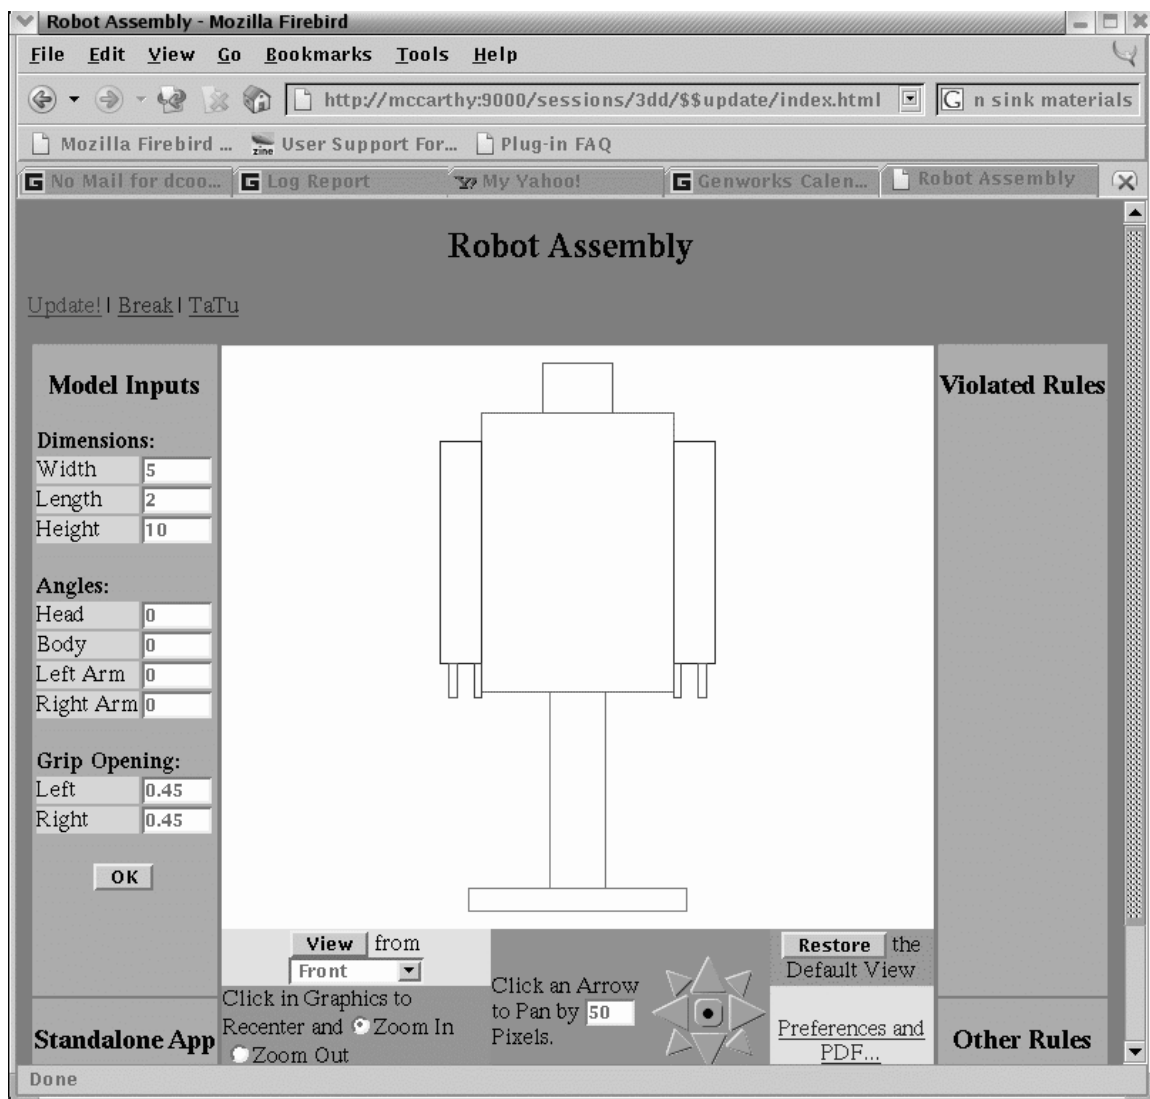 Robot Assembly - Mozilla Firebird
File Edit View Go Bookmarks Tools Help
http://mccarthy:9000/sessions/3dd/$$update/index.html G n sink materials
Mozilla Firebird ... zine User Support For... Plug-in FAQ
G No Mail for dcoo... G Log Report Y! My Yahoo! G Genworks Calen... Robot Assembly
Robot Assembly
Update! | Break | TaTu
Model Inputs
Dimensions:
Width 5
Length 2
Height 10
Angles:
Head 0
Body 0
Left Arm 0
Right Arm 0
Grip Opening:
Left 0.45
Right 0.45
OK
Standalone App
View from
Front
Click in Graphics to
Recenter and Zoom In
Zoom Out
Click an Arrow
to Pan by 50
Pixels.
Restore the
Default View
Preferences and
PDF...
Violated Rules
Other Rules
Done